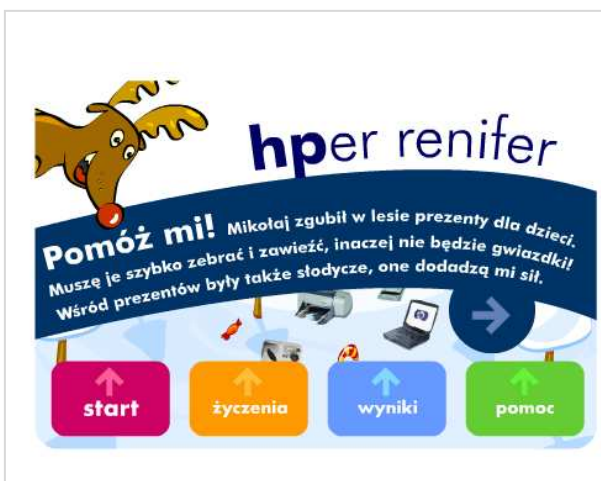 hper renifer
Pomóż mi! Mikołaj zgubił w lesie prezenty dla dzieci.
Muszę je szybko zebrać i zawieźć, inaczej nie będzie gwiazdki!
Wśród prezentów były także słodycze, one dodadzą mi sił.
start
życzenia
wyniki
pomoc